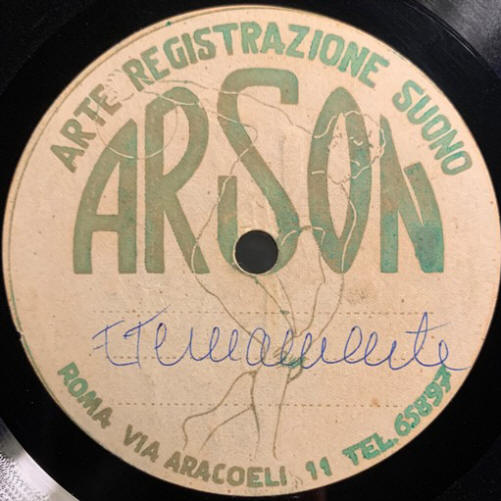 ARTE REGISTRAZIONE SUONO
ARSON
Eternamente
ROMA VIA ARACOELI 11 TEL. 65897